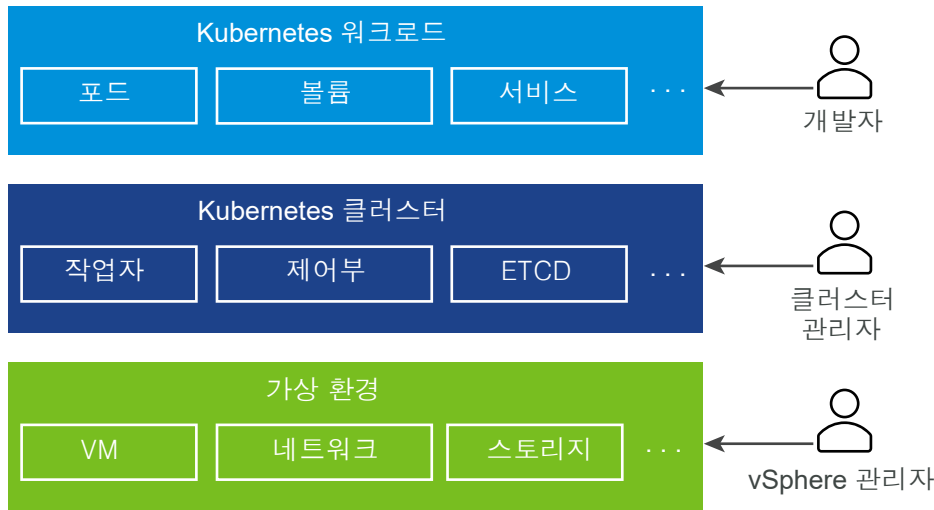 Kubernetes 워크로드
포드 볼륨 서비스 . . .
개발자
Kubernetes 클러스터
작업자 제어부 ETCD . . .
클러스터
관리자
가상 환경
VM 네트워크 스토리지 . . .
vSphere 관리자